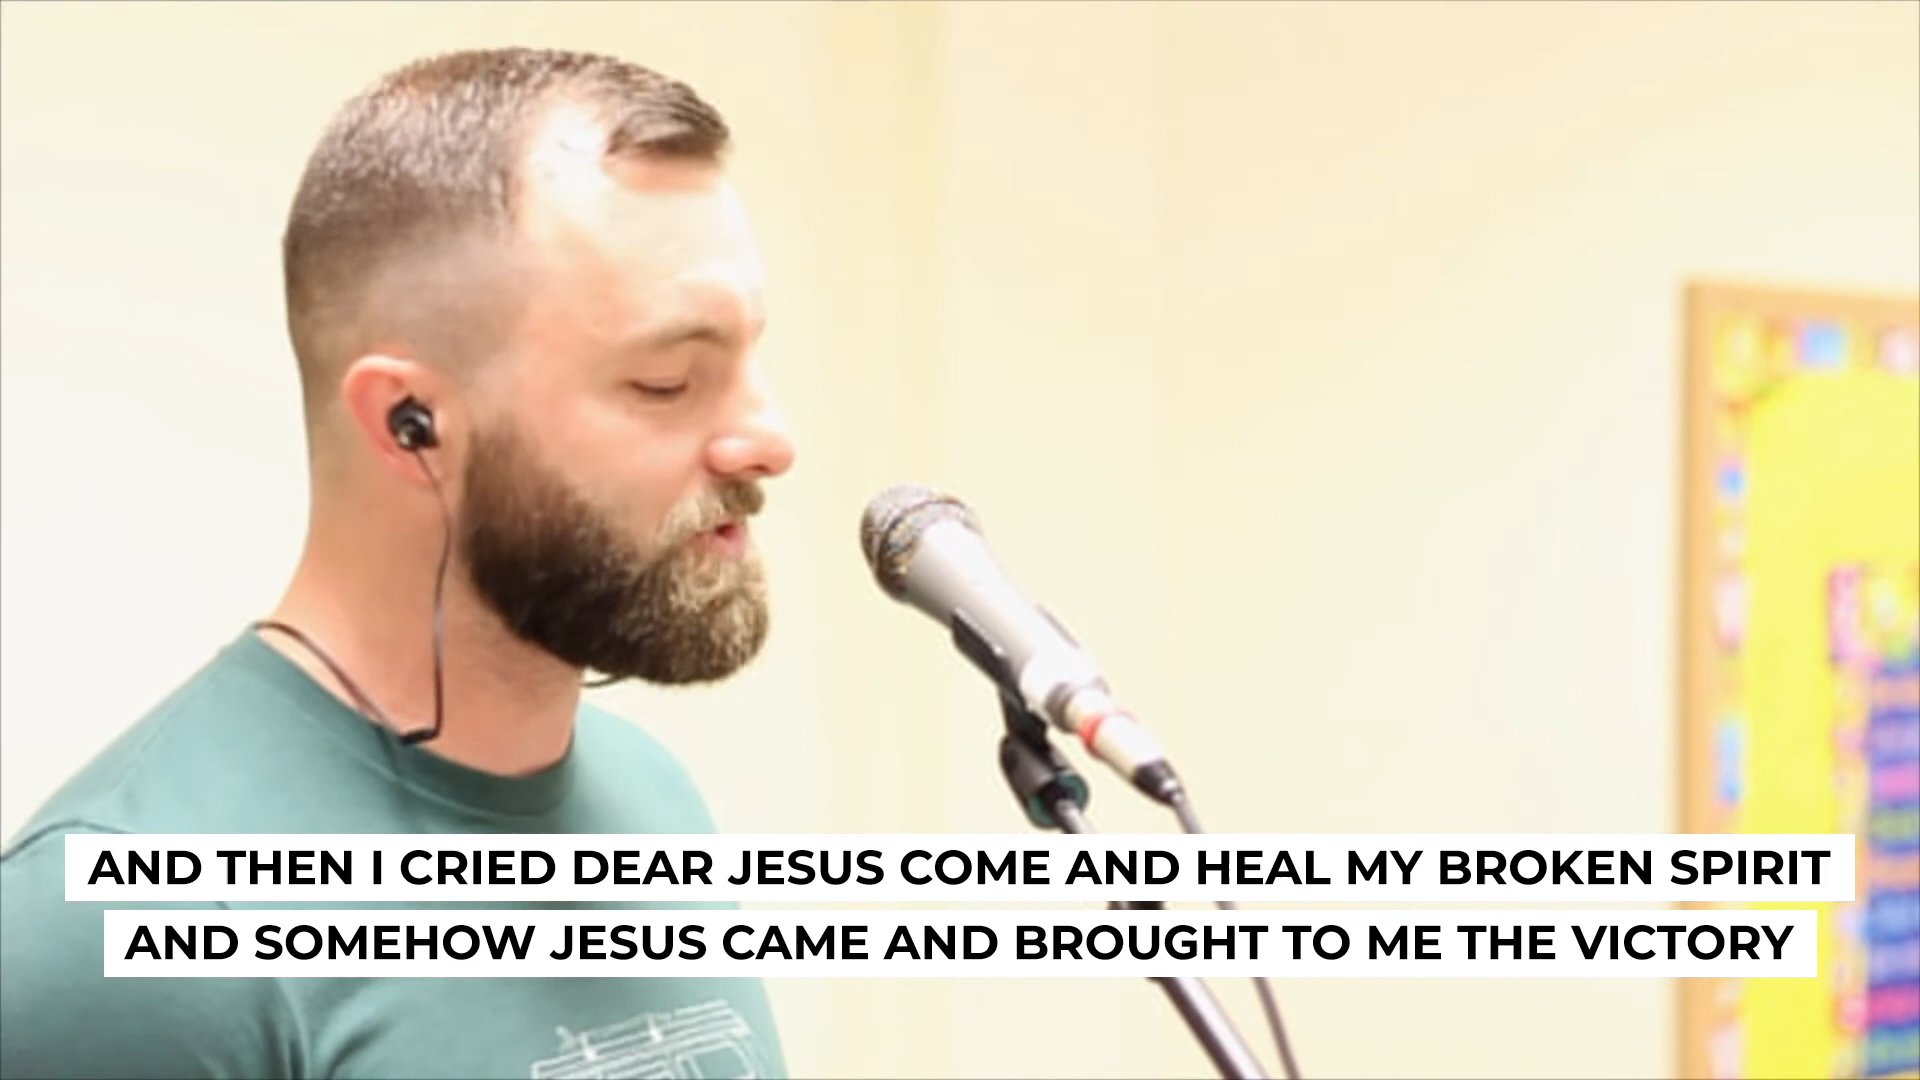 AND THEN I CRIED DEAR JESUS COME AND HEAL MY BROKEN SPIRIT
AND SOMEHOW JESUS CAME AND BROUGHT TO ME THE VICTORY